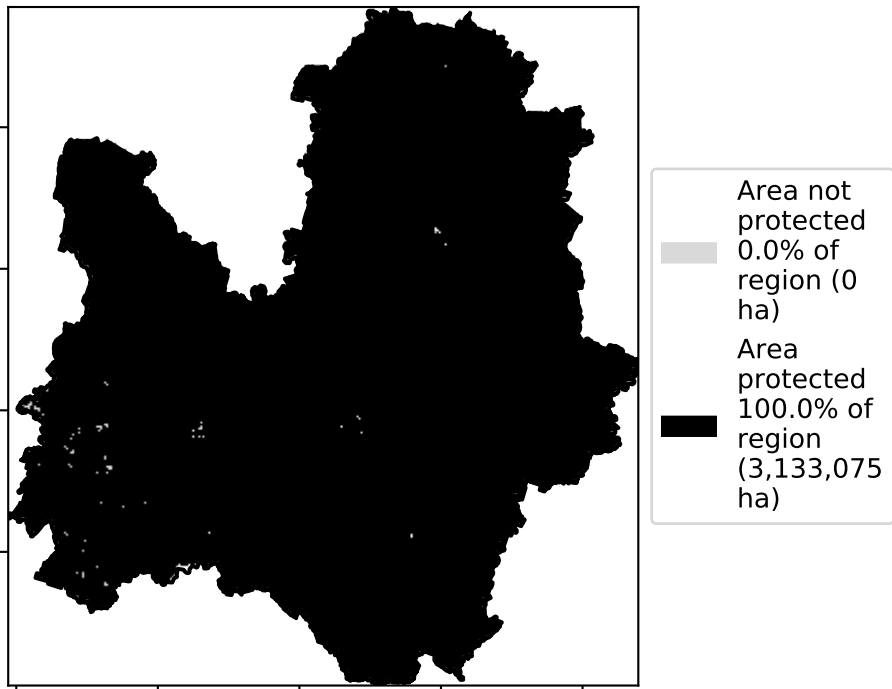 Area not
protected
0.0% of
region (0
ha)
Area
protected
100.0% of
region
(3,133,075
ha)